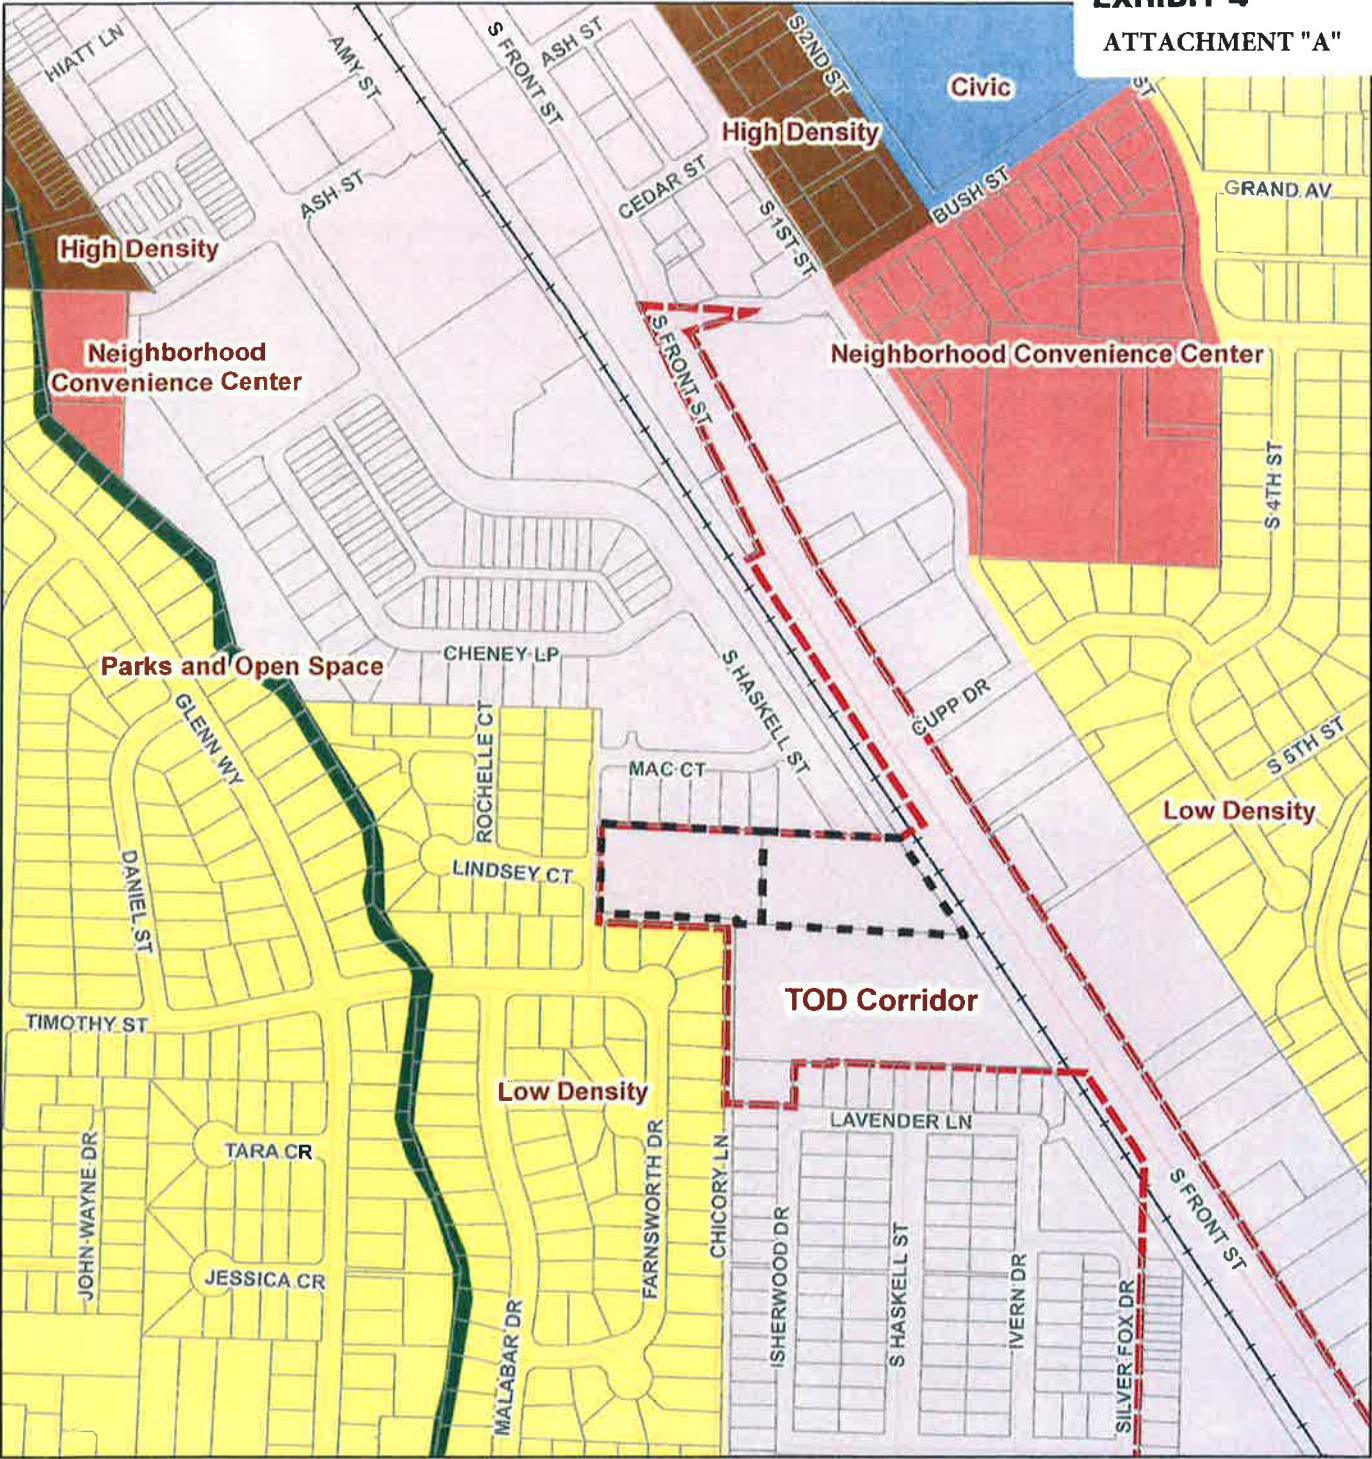 EXHIBIT 4
ATTACHMENT "A"
HIATT LN
AMY ST
S FRONT ST
ASH ST
S 2ND ST
Civic
ST
High Density
GRAND AV
ASH ST
CEDAR ST
S 1ST ST
BUSH ST
High Density
Neighborhood
Convenience Center
S FRONT ST
Neighborhood Convenience Center
S 4TH ST
Parks and Open Space
CHENEY LP
GLENN WY
ROCHELLE CT
S HASKELL ST
CUPP DR
MAC CT
S 5TH ST
Low Density
DANIEL ST
LINDSEY CT
TOD Corridor
TIMOTHY ST
Low Density
LAVENDER LN
JOHN WAYNE DR
TARA CR
FARNSWORTH DR
CHICORY LN
S FRONT ST
JESSICA CR
MALABAR DR
ISHERWOOD DR
S HASKELL ST
IVERN DR
SILVER FOX DR